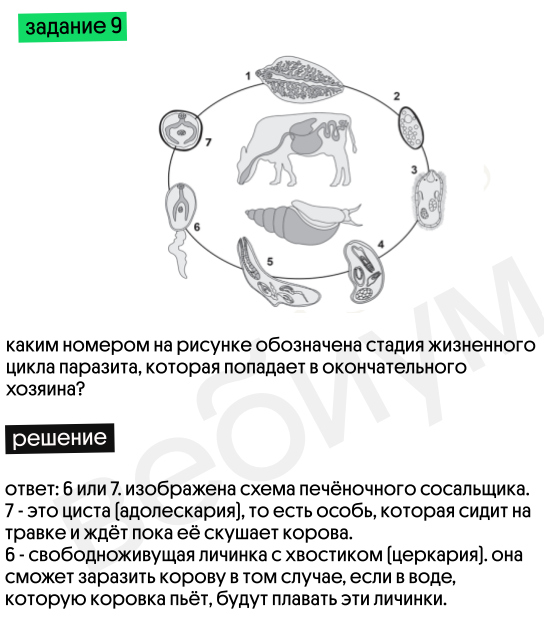 задание 9
1
2
3
4
5
6
7
каким номером на рисунке обозначена стадия жизненного
цикла паразита, которая попадает в окончательного
хозяина?
решение
ответ: 6 или 7. изображена схема печёночного сосальщика.
7 - это циста (адолескария), то есть особь, которая сидит на
травке и ждёт пока её скушает корова.
6 - свободноживущая личинка с хвостиком (церкария). она
сможет заразить корову в том случае, если в воде,
которую коровка пьёт, будут плавать эти личинки.
вебиум